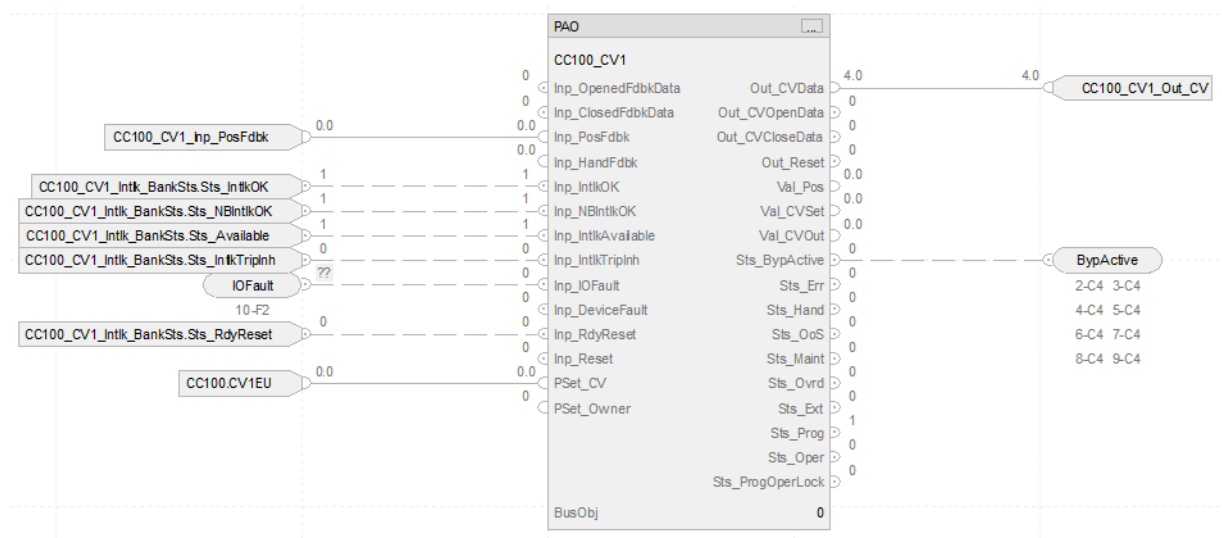 PAO ...
CC100_CV1
0 Inp_OpenedFdbkData Out_CVData 4.0 4.0 CC100_CV1_Out_CV
0 Inp_ClosedFdbkData Out_CVOpenData 0
CC100_CV1_Inp_PosFdbk 0.0 0.0 Inp_PosFdbk Out_CVCloseData 0
0.0 Inp_HandFdbk Out_Reset 0
CC100_CV1_Intlk_BankSts.Sts_IntlkOK 1 1 Inp_IntlkOK Val_Pos 0.0
CC100_CV1_Intlk_BankSts.Sts_NBIntlkOK 1 1 Inp_NBIntlkOK Val_CVSet 0.0
CC100_CV1_Intlk_BankSts.Sts_Available 1 1 Inp_IntlkAvailable Val_CVOut 0.0
CC100_CV1_Intlk_BankSts.Sts_IntlkTripInh 0 0 Inp_IntlkTripInh Sts_BypActive 0 BypActive
IOFault ?? 0 Inp_IOFault Sts_Err 0 2-C4 3-C4
10-F2 0 Inp_DeviceFault Sts_Hand 0 4-C4 5-C4
CC100_CV1_Intlk_BankSts.Sts_RdyReset 0 0 Inp_RdyReset Sts_OoS 0 6-C4 7-C4
0 Inp_Reset Sts_Maint 0 8-C4 9-C4
CC100.CV1EU 0.0 0.0 PSet_CV Sts_Ovrd 0
0 PSet_Owner Sts_Ext 0
Sts_Prog 1
Sts_Oper 0
Sts_ProgOperLock 0
BusObj 0